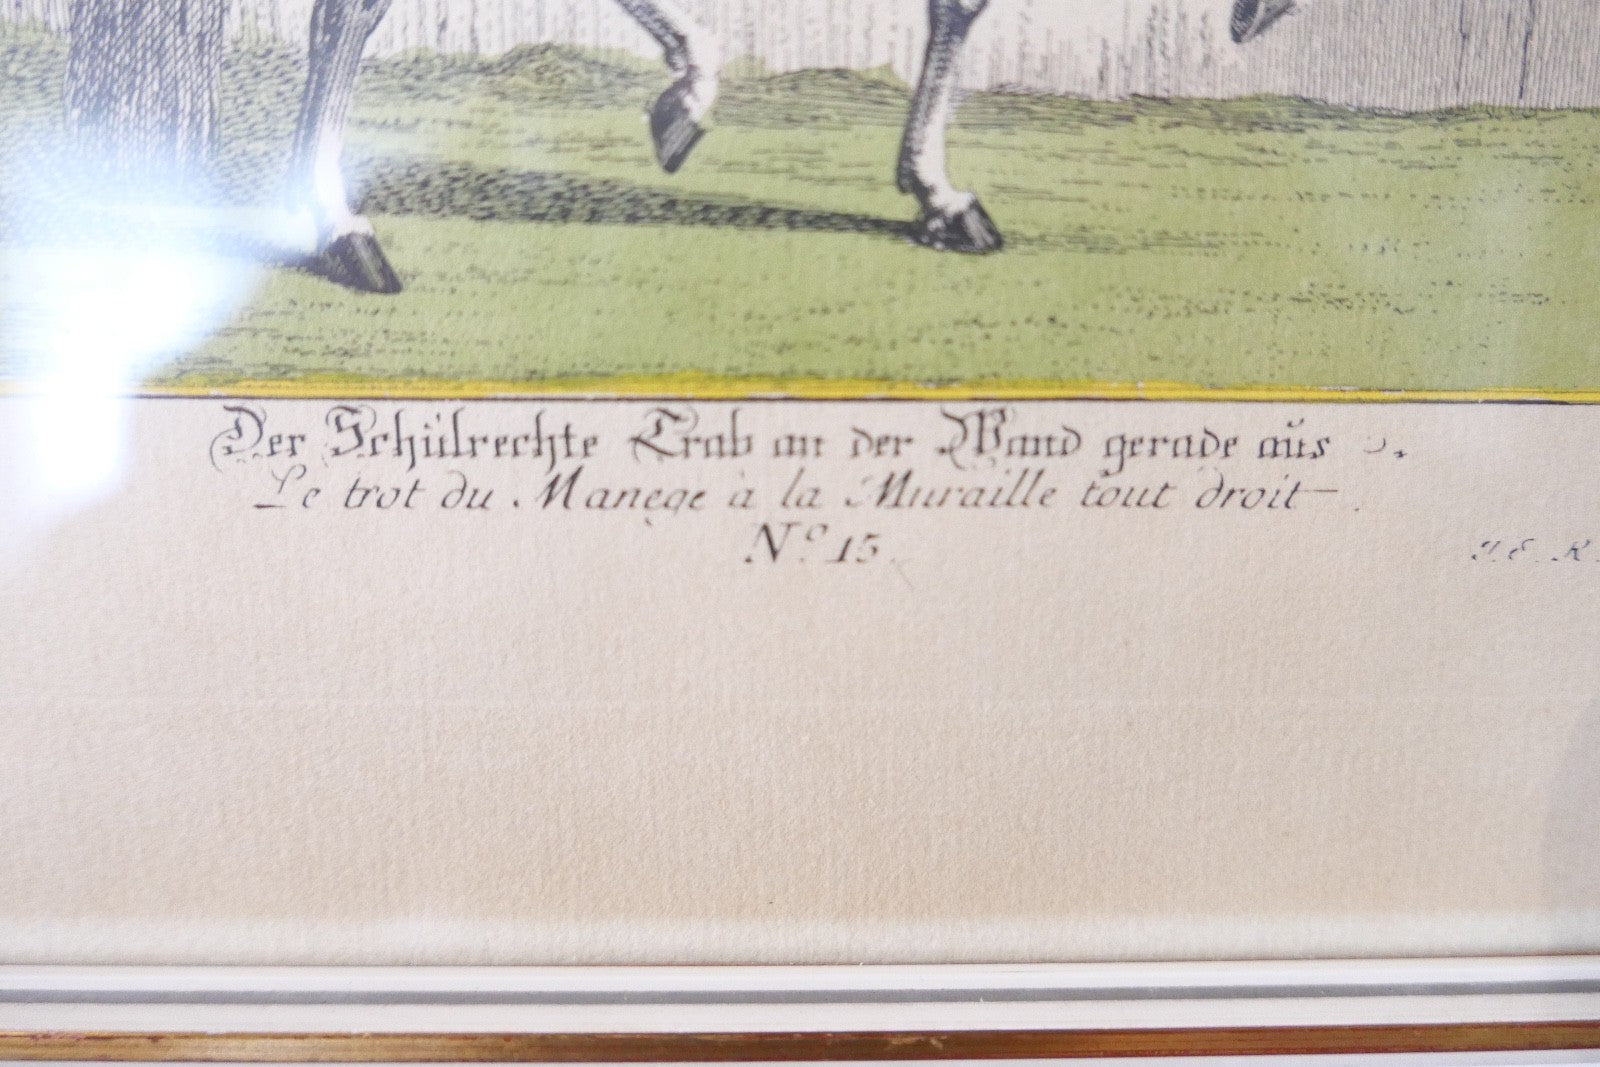 Der Schülrechte Trab an der Wand gerade aus
Le trot du Manege a la Muraille tout droit
N.o 15.
J. E. R.